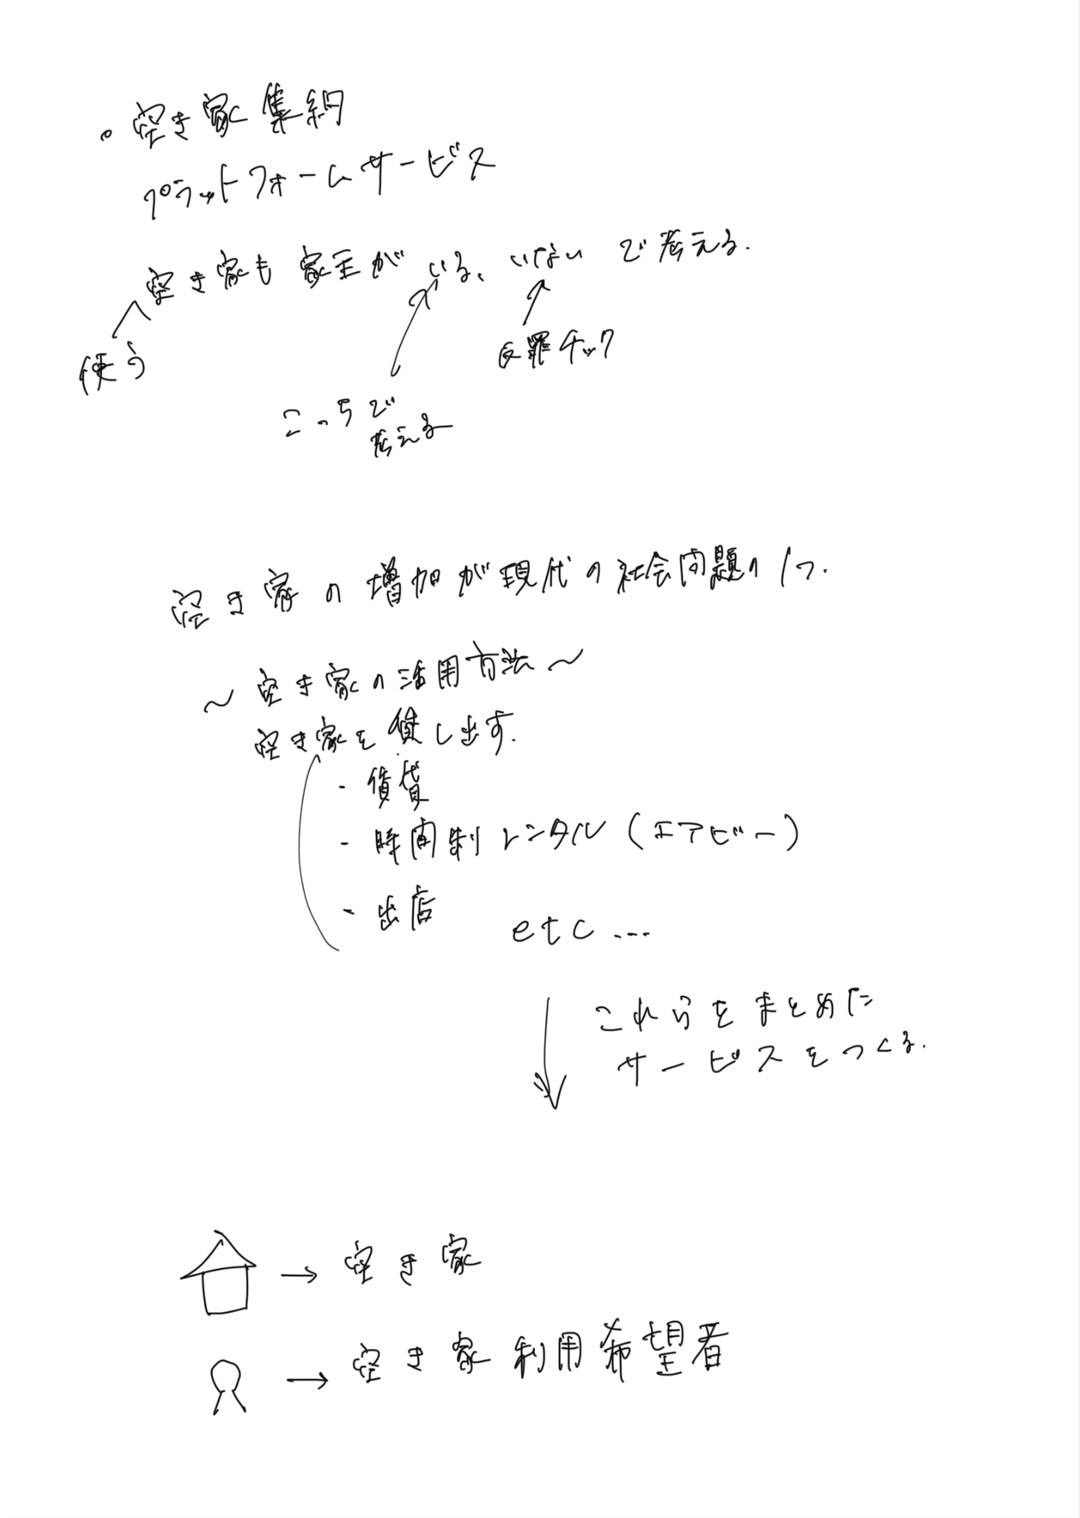 空き家集約
プラットフォームサービス
空き家も家主がいる、いないで考える.
使う
反罪チック
こっちで
考える
空き家の増加が現代の社会問題の1つ.
～空き家の活用方法～
空き家を貸し出す.
・賃貸
・時間制レンタル(エアビー)
・出店
etc...
これらをまとめた
サービスをつくる.
→空き家
→空き家利用希望者